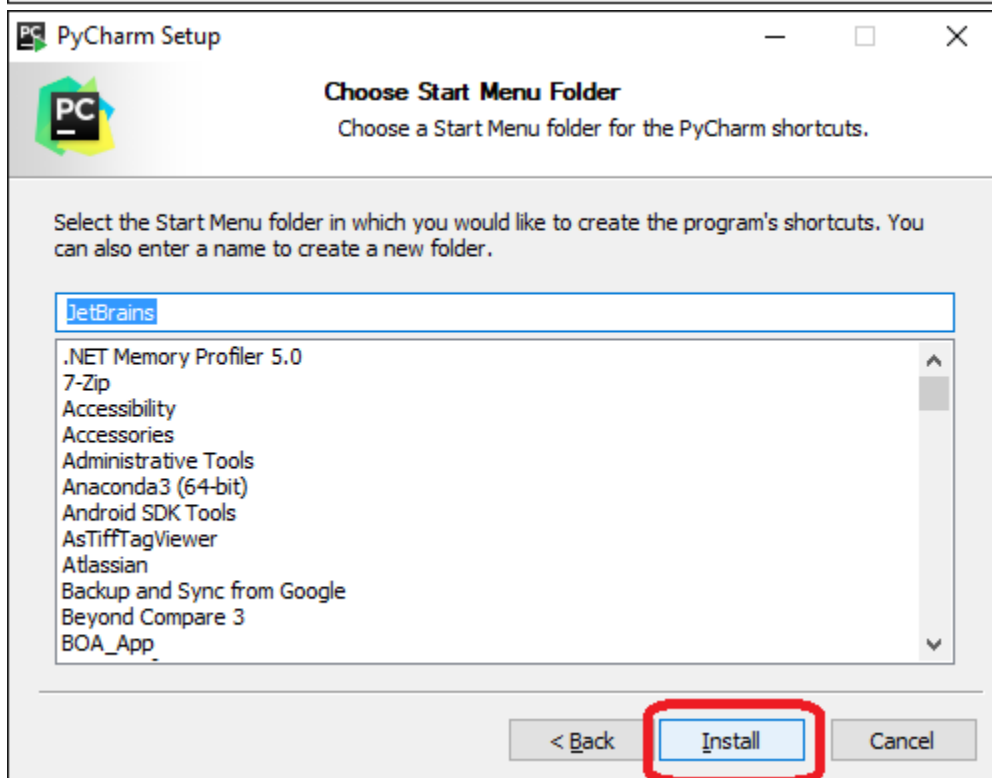 PC PyCharm Setup
PC
Choose Start Menu Folder
Choose a Start Menu folder for the PyCharm shortcuts.
Select the Start Menu folder in which you would like to create the program's shortcuts. You
can also enter a name to create a new folder.
JetBrains
.NET Memory Profiler 5.0
7-Zip
Accessibility
Accessories
Administrative Tools
Anaconda3 (64-bit)
Android SDK Tools
AsTiffTagViewer
Atlassian
Backup and Sync from Google
Beyond Compare 3
BOA_App
< Back Install Cancel